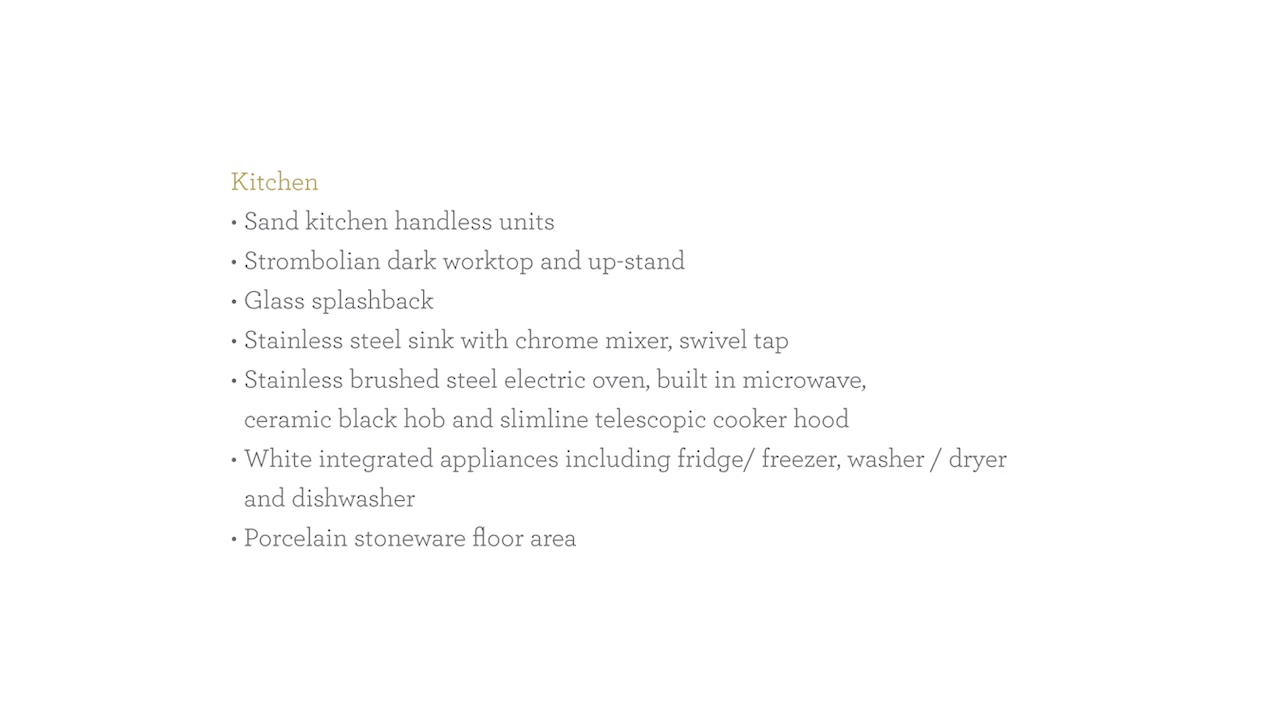 Kitchen
• Sand kitchen handless units
• Strombolian dark worktop and up-stand
• Glass splashback
• Stainless steel sink with chrome mixer, swivel tap
• Stainless brushed steel electric oven, built in microwave,
ceramic black hob and slimline telescopic cooker hood
• White integrated appliances including fridge/ freezer, washer / dryer
and dishwasher
• Porcelain stoneware floor area